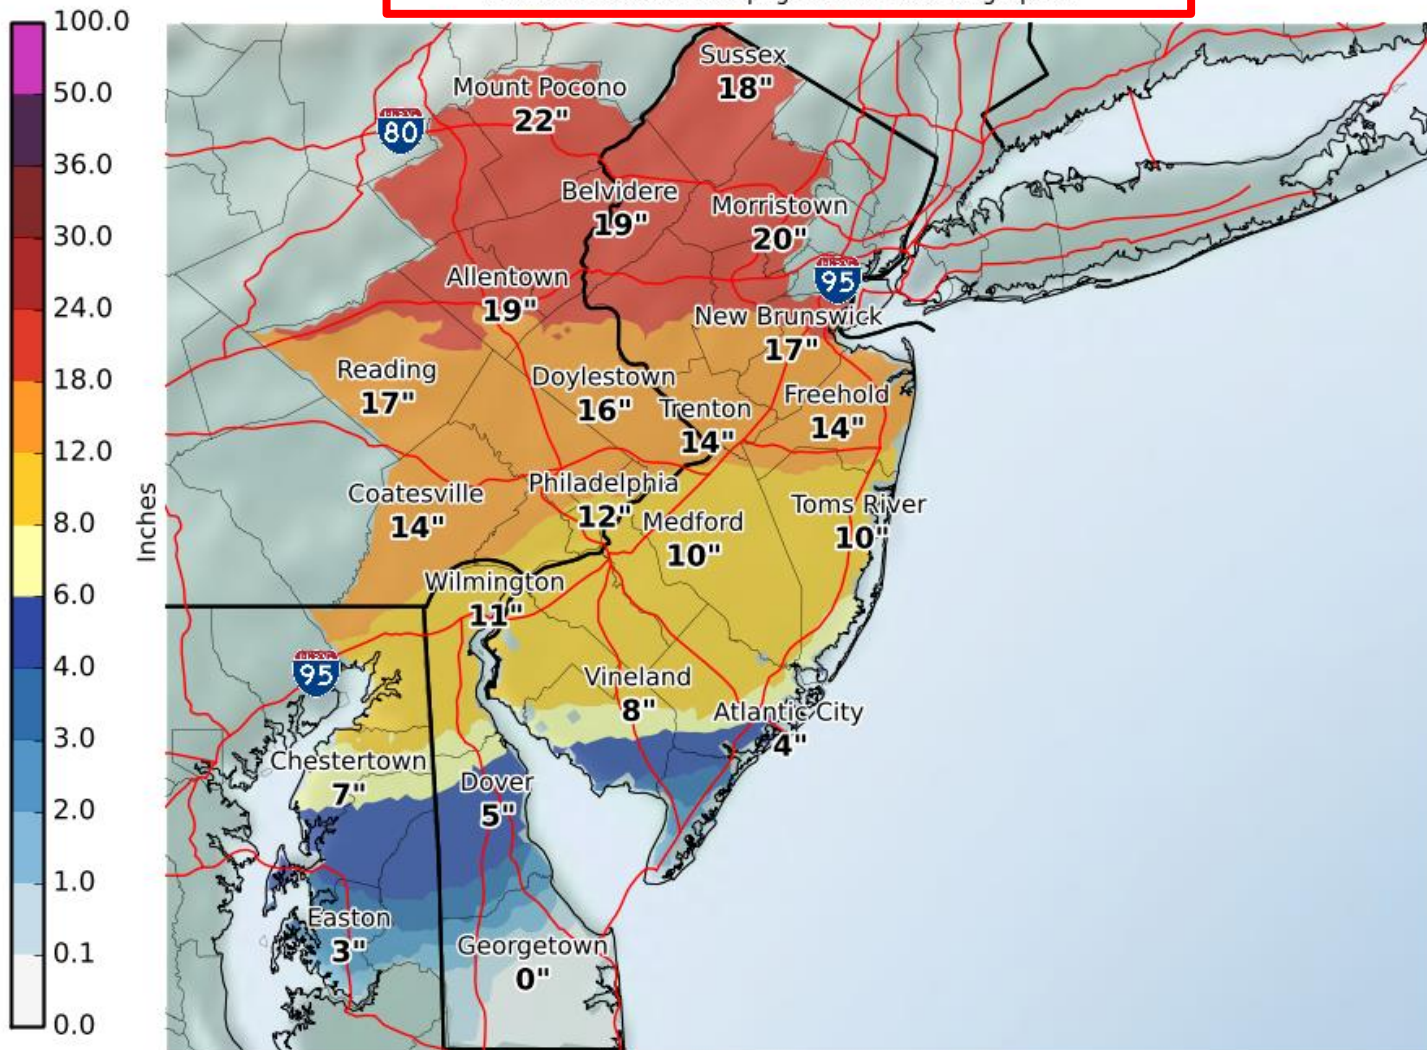 100.0
50.0
36.0
30.0
24.0
18.0
12.0
8.0
6.0
4.0
3.0
2.0
1.0
0.1
0.0
Inches
Sussex
18"
Mount Pocono
22"
80
Belvidere
19"
Morristown
20"
95
Allentown
19"
New Brunswick
17"
Reading
17"
Doylestown
16"
Trenton
14"
Freehold
14"
Coatesville
14"
Philadelphia
12"
Medford
10"
Toms River
10"
Wilmington
11"
95
Vineland
8"
Atlantic City
4"
Chestertown
7"
Dover
5"
Easton
3"
Georgetown
0"